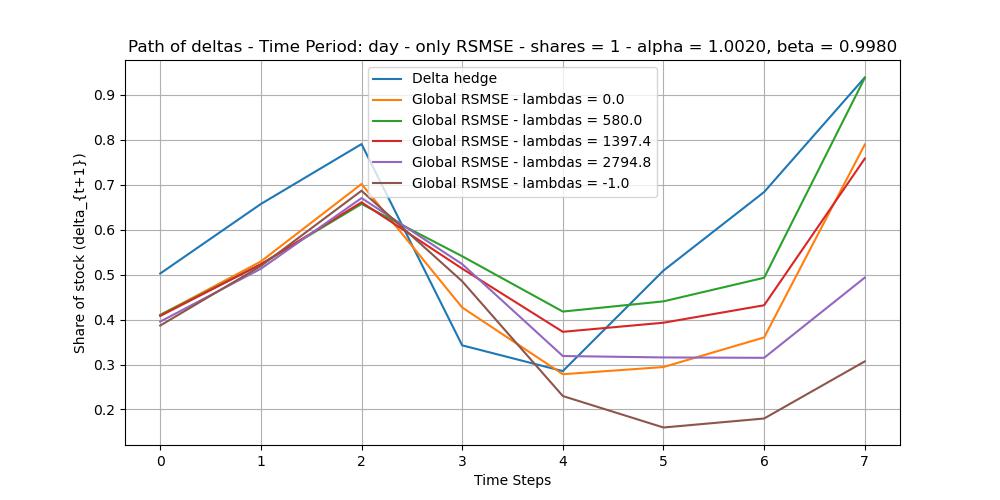 Path of deltas - Time Period: day - only RSMSE - shares = 1 - alpha = 1.0020, beta = 0.9980
Delta hedge
Global RSMSE - lambdas = 0.0
Global RSMSE - lambdas = 580.0
Global RSMSE - lambdas = 1397.4
Global RSMSE - lambdas = 2794.8
Global RSMSE - lambdas = -1.0
Share of stock (delta_{t+1})
0.9
0.8
0.7
0.6
0.5
0.4
0.3
0.2
0 1 2 3 4 5 6 7
Time Steps